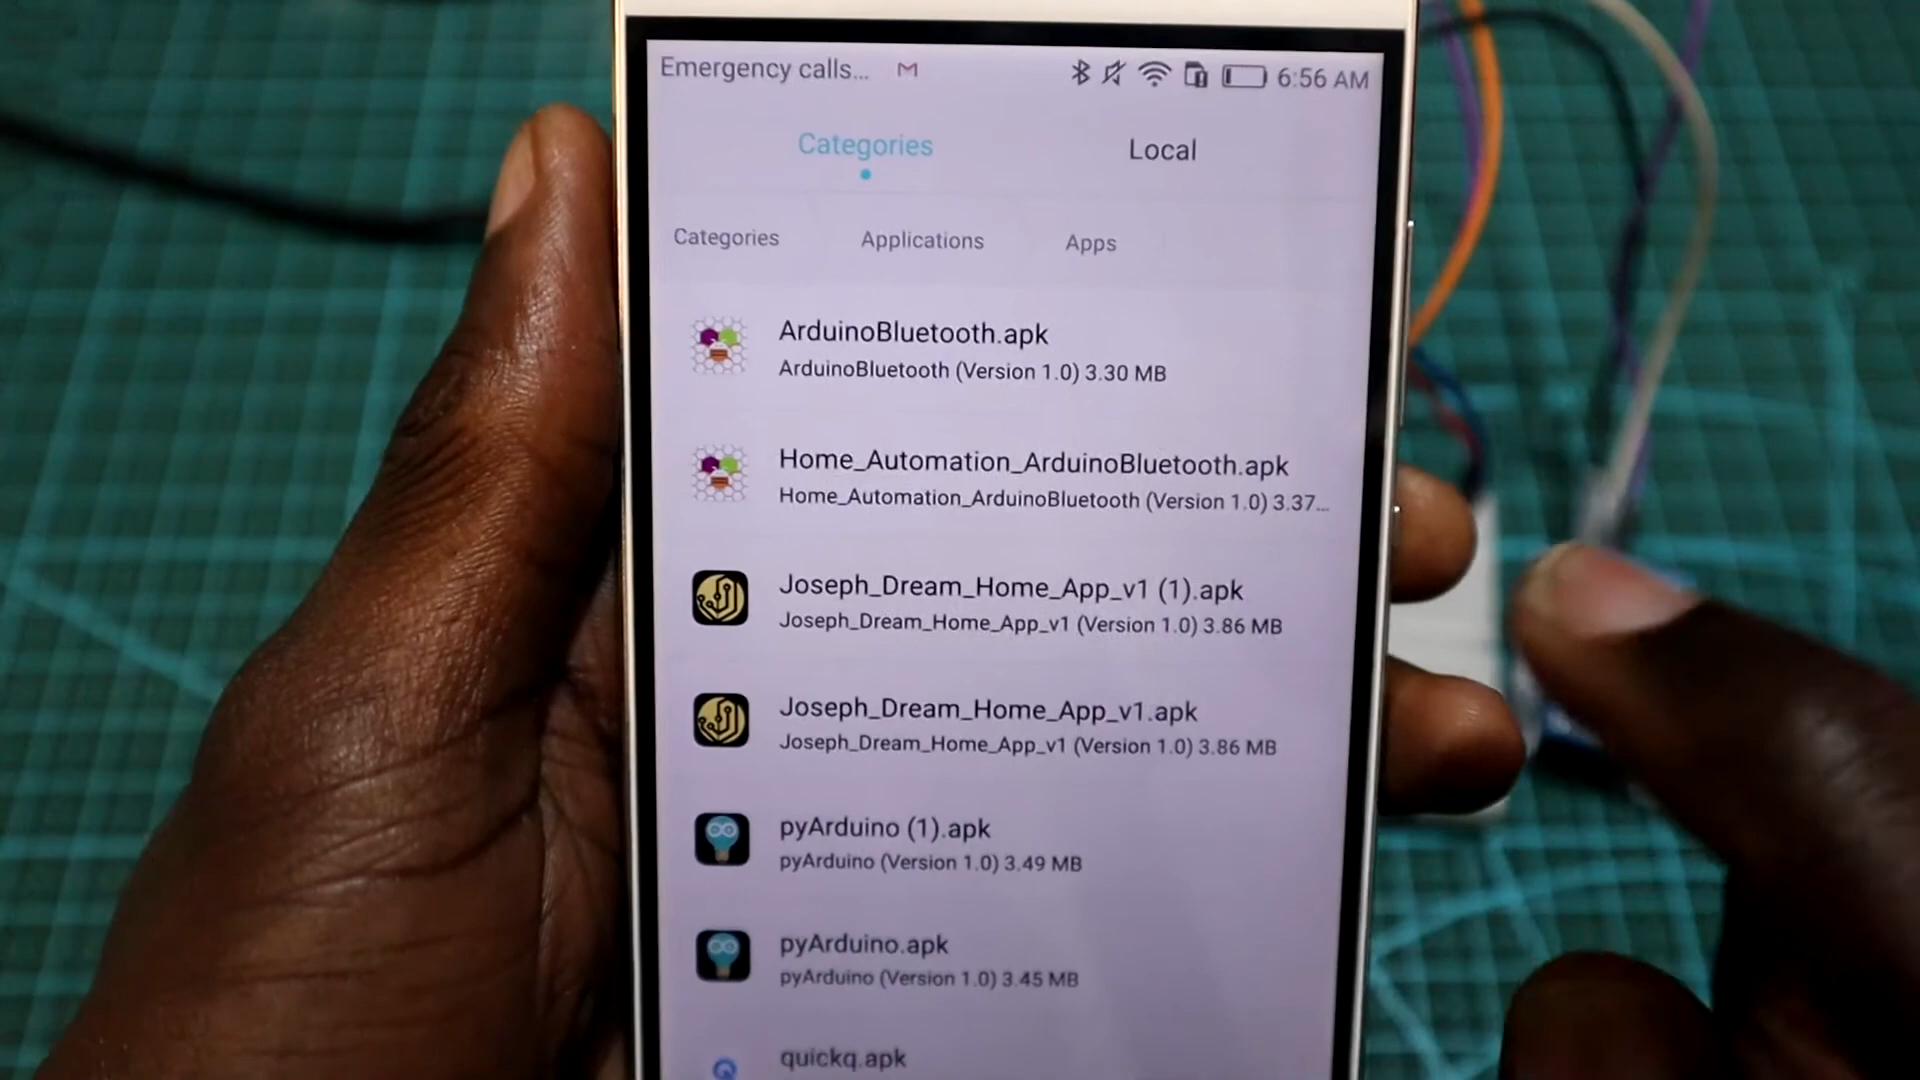 Emergency calls... 6:56 AM
Categories Local
Categories Applications Apps
ArduinoBluetooth.apk
ArduinoBluetooth (Version 1.0) 3.30 MB
Home_Automation_ArduinoBluetooth.apk
Home_Automation_ArduinoBluetooth (Version 1.0) 3.37...
Joseph_Dream_Home_App_v1 (1).apk
Joseph_Dream_Home_App_v1 (Version 1.0) 3.86 MB
Joseph_Dream_Home_App_v1.apk
Joseph_Dream_Home_App_v1 (Version 1.0) 3.86 MB
pyArduino (1).apk
pyArduino (Version 1.0) 3.49 MB
pyArduino.apk
pyArduino (Version 1.0) 3.45 MB
quickq.apk